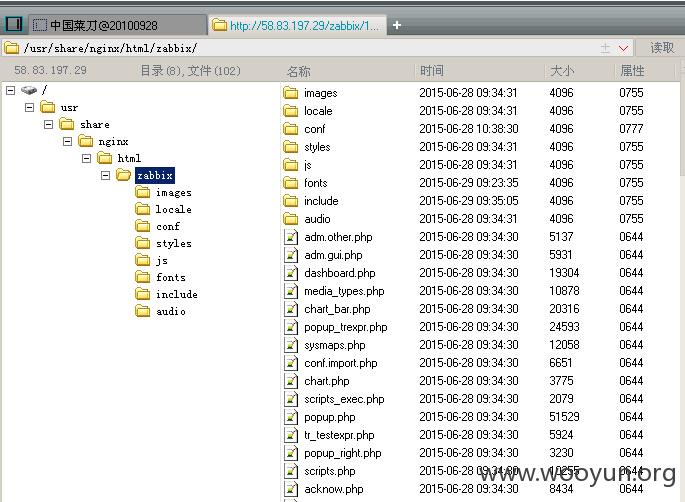 中国菜刀@20100928 http://58.83.197.29/zabbix/1... +
/usr/share/nginx/html/zabbix/ 读取
58.83.197.29 目录(8),文件(102) 名称 时间 大小 属性
/
usr
share
nginx
html
zabbix
images
locale
conf
styles
js
fonts
include
audio
images 2015-06-28 09:34:31 4096 0755
locale 2015-06-28 09:34:31 4096 0755
conf 2015-06-28 10:38:30 4096 0777
styles 2015-06-28 09:34:31 4096 0755
js 2015-06-28 09:34:31 4096 0755
fonts 2015-06-29 09:23:35 4096 0755
include 2015-06-29 09:35:05 4096 0755
audio 2015-06-28 09:34:31 4096 0755
adm.other.php 2015-06-28 09:34:30 5137 0644
adm.gui.php 2015-06-28 09:34:30 5931 0644
dashboard.php 2015-06-28 09:34:30 19304 0644
media_types.php 2015-06-28 09:34:30 10878 0644
chart_bar.php 2015-06-28 09:34:30 20316 0644
popup_trexpr.php 2015-06-28 09:34:30 24593 0644
sysmaps.php 2015-06-28 09:34:30 12058 0644
conf.import.php 2015-06-28 09:34:30 6651 0644
chart.php 2015-06-28 09:34:30 3775 0644
scripts_exec.php 2015-06-28 09:34:30 2079 0644
popup.php 2015-06-28 09:34:30 51529 0644
tr_testexpr.php 2015-06-28 09:34:30 5924 0644
popup_right.php 2015-06-28 09:34:30 3230 0644
scripts.php 2015-06-28 09:34:30 10255 0644
acknow.php 2015-06-28 09:34:30 8434 0644
www.wooyun.org